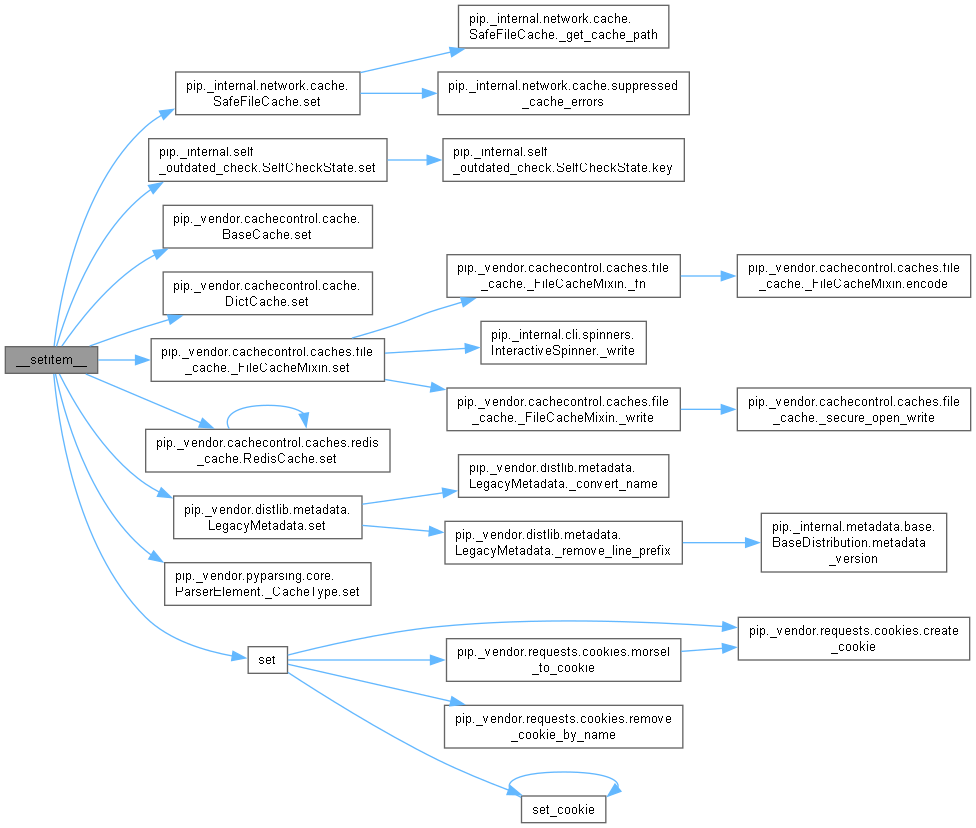 __setitem__
pip._internal.network.cache.
SafeFileCache.set
pip._internal.network.cache.
SafeFileCache._get_cache_path
pip._internal.network.cache.suppressed
_cache_errors
pip._internal.self
_outdated_check.SelfCheckState.set
pip._internal.self
_outdated_check.SelfCheckState.key
pip._vendor.cachecontrol.cache.
BaseCache.set
pip._vendor.cachecontrol.cache.
DictCache.set
pip._vendor.cachecontrol.caches.file
_cache._FileCacheMixin.set
pip._vendor.cachecontrol.caches.file
_cache._FileCacheMixin._fn
pip._vendor.cachecontrol.caches.file
_cache._FileCacheMixin.encode
pip._internal.cli.spinners.
InteractiveSpinner._write
pip._vendor.cachecontrol.caches.file
_cache._FileCacheMixin._write
pip._vendor.cachecontrol.caches.file
_cache._secure_open_write
pip._vendor.cachecontrol.caches.redis
_cache.RedisCache.set
pip._vendor.distlib.metadata.
LegacyMetadata.set
pip._vendor.distlib.metadata.
LegacyMetadata._convert_name
pip._vendor.distlib.metadata.
LegacyMetadata._remove_line_prefix
pip._internal.metadata.base.
BaseDistribution.metadata
_version
pip._vendor.pyparsing.core.
ParserElement._CacheType.set
set
pip._vendor.requests.cookies.create
_cookie
pip._vendor.requests.cookies.morsel
_to_cookie
pip._vendor.requests.cookies.remove
_cookie_by_name
set_cookie